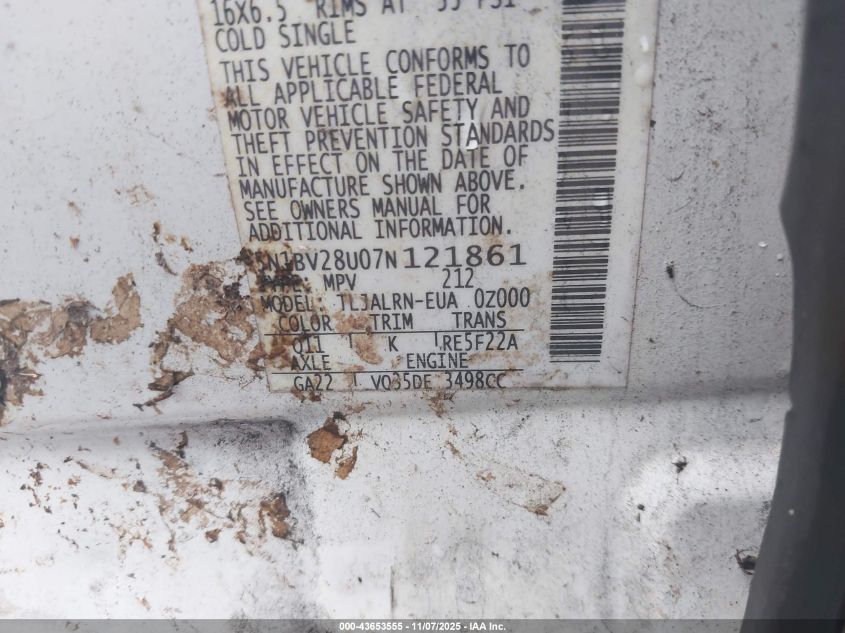 16X6.5 RIMS AT 35 PSI
COLD SINGLE
THIS VEHICLE CONFORMS TO
ALL APPLICABLE FEDERAL
MOTOR VEHICLE SAFETY AND
THEFT PREVENTION STANDARDS
IN EFFECT ON THE DATE OF
MANUFACTURE SHOWN ABOVE.
SEE OWNERS MANUAL FOR
ADDITIONAL INFORMATION.
5N1BV28U07N121861
TYPE: MPV 212
MODEL: TLJALRN-EUA 0Z000
COLOR TRIM TRANS
Q11 K RE5F22A
AXLE ENGINE
GA22 VQ35DE 3498CC
000-43653555 - 11/07/2025 - IAA Inc.